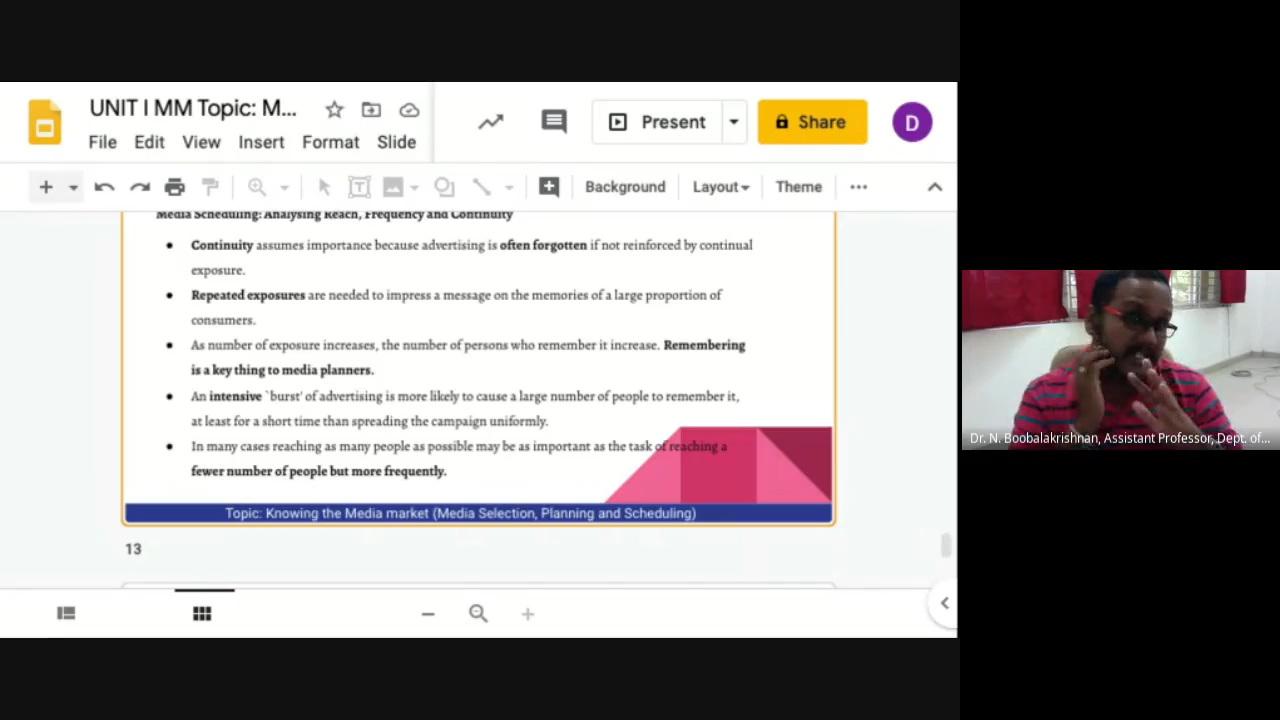 UNIT I MM Topic: M...
File Edit View Insert Format Slide
Present
Share
D
Background Layout Theme
Media Scheduling: Analysing Reach, Frequency and Continuity
● Continuity assumes importance because advertising is often forgotten if not reinforced by continual
exposure.
● Repeated exposures are needed to impress a message on the memories of a large proportion of
consumers.
● As number of exposure increases, the number of persons who remember it increase. Remembering
is a key thing to media planners.
● An intensive `burst' of advertising is more likely to cause a large number of people to remember it,
at least for a short time than spreading the campaign uniformly.
● In many cases reaching as many people as possible may be as important as the task of reaching a
fewer number of people but more frequently.
Topic: Knowing the Media market (Media Selection, Planning and Scheduling)
13
Dr. N. Boobalakrishnan, Assistant Professor, Dept. of...